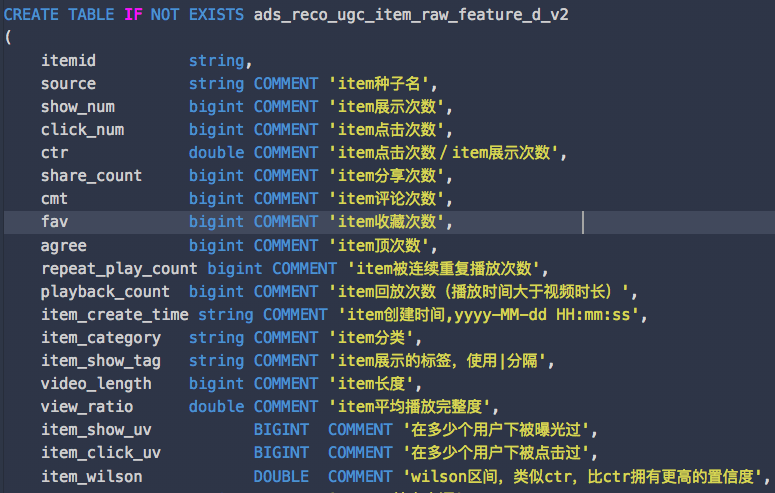 CREATE TABLE IF NOT EXISTS ads_reco_ugc_item_raw_feature_d_v2
(
itemid string,
source string COMMENT 'item种子名',
show_num bigint COMMENT 'item展示次数',
click_num bigint COMMENT 'item点击次数',
ctr double COMMENT 'item点击次数/item展示次数',
share_count bigint COMMENT 'item分享次数',
cmt bigint COMMENT 'item评论次数',
fav bigint COMMENT 'item收藏次数',
agree bigint COMMENT 'item顶次数',
repeat_play_count bigint COMMENT 'item被连续重复播放次数',
playback_count bigint COMMENT 'item回放次数（播放时间大于视频时长）',
item_create_time string COMMENT 'item创建时间,yyyy-MM-dd HH:mm:ss',
item_category string COMMENT 'item分类',
item_show_tag string COMMENT 'item展示的标签，使用|分隔',
video_length bigint COMMENT 'item长度',
view_ratio double COMMENT 'item平均播放完整度',
item_show_uv BIGINT COMMENT '在多少个用户下被曝光过',
item_click_uv BIGINT COMMENT '在多少个用户下被点击过',
item_wilson DOUBLE COMMENT 'wilson区间，类似ctr，比ctr拥有更高的置信度',